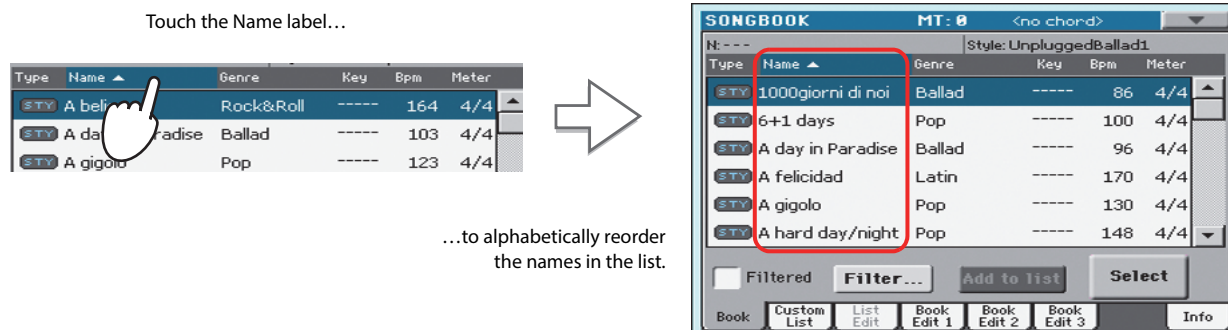 Touch the Name label…
Type Name ▲ Genre Key Bpm Meter
STY A beli Rock&Roll ----- 164 4/4
STY A da radise Ballad ----- 103 4/4
STY A gigolo Pop ----- 123 4/4
…to alphabetically reorder
the names in the list.
SONGBOOK MT: 0 <no chord>
N:--- Style: UnpluggedBallad1
Type Name ▲ Genre Key Bpm Meter
STY 1000giorni di noi Ballad ----- 86 4/4
STY 6+1 days Pop ----- 100 4/4
STY A day in Paradise Ballad ----- 96 4/4
STY A felicidad Latin ----- 170 4/4
STY A gigolo Pop ----- 130 4/4
STY A hard day/night Pop ----- 148 4/4
Filtered Filter... Add to list Select
Book Custom List List Edit Book Edit 1 Book Edit 2 Book Edit 3 Info